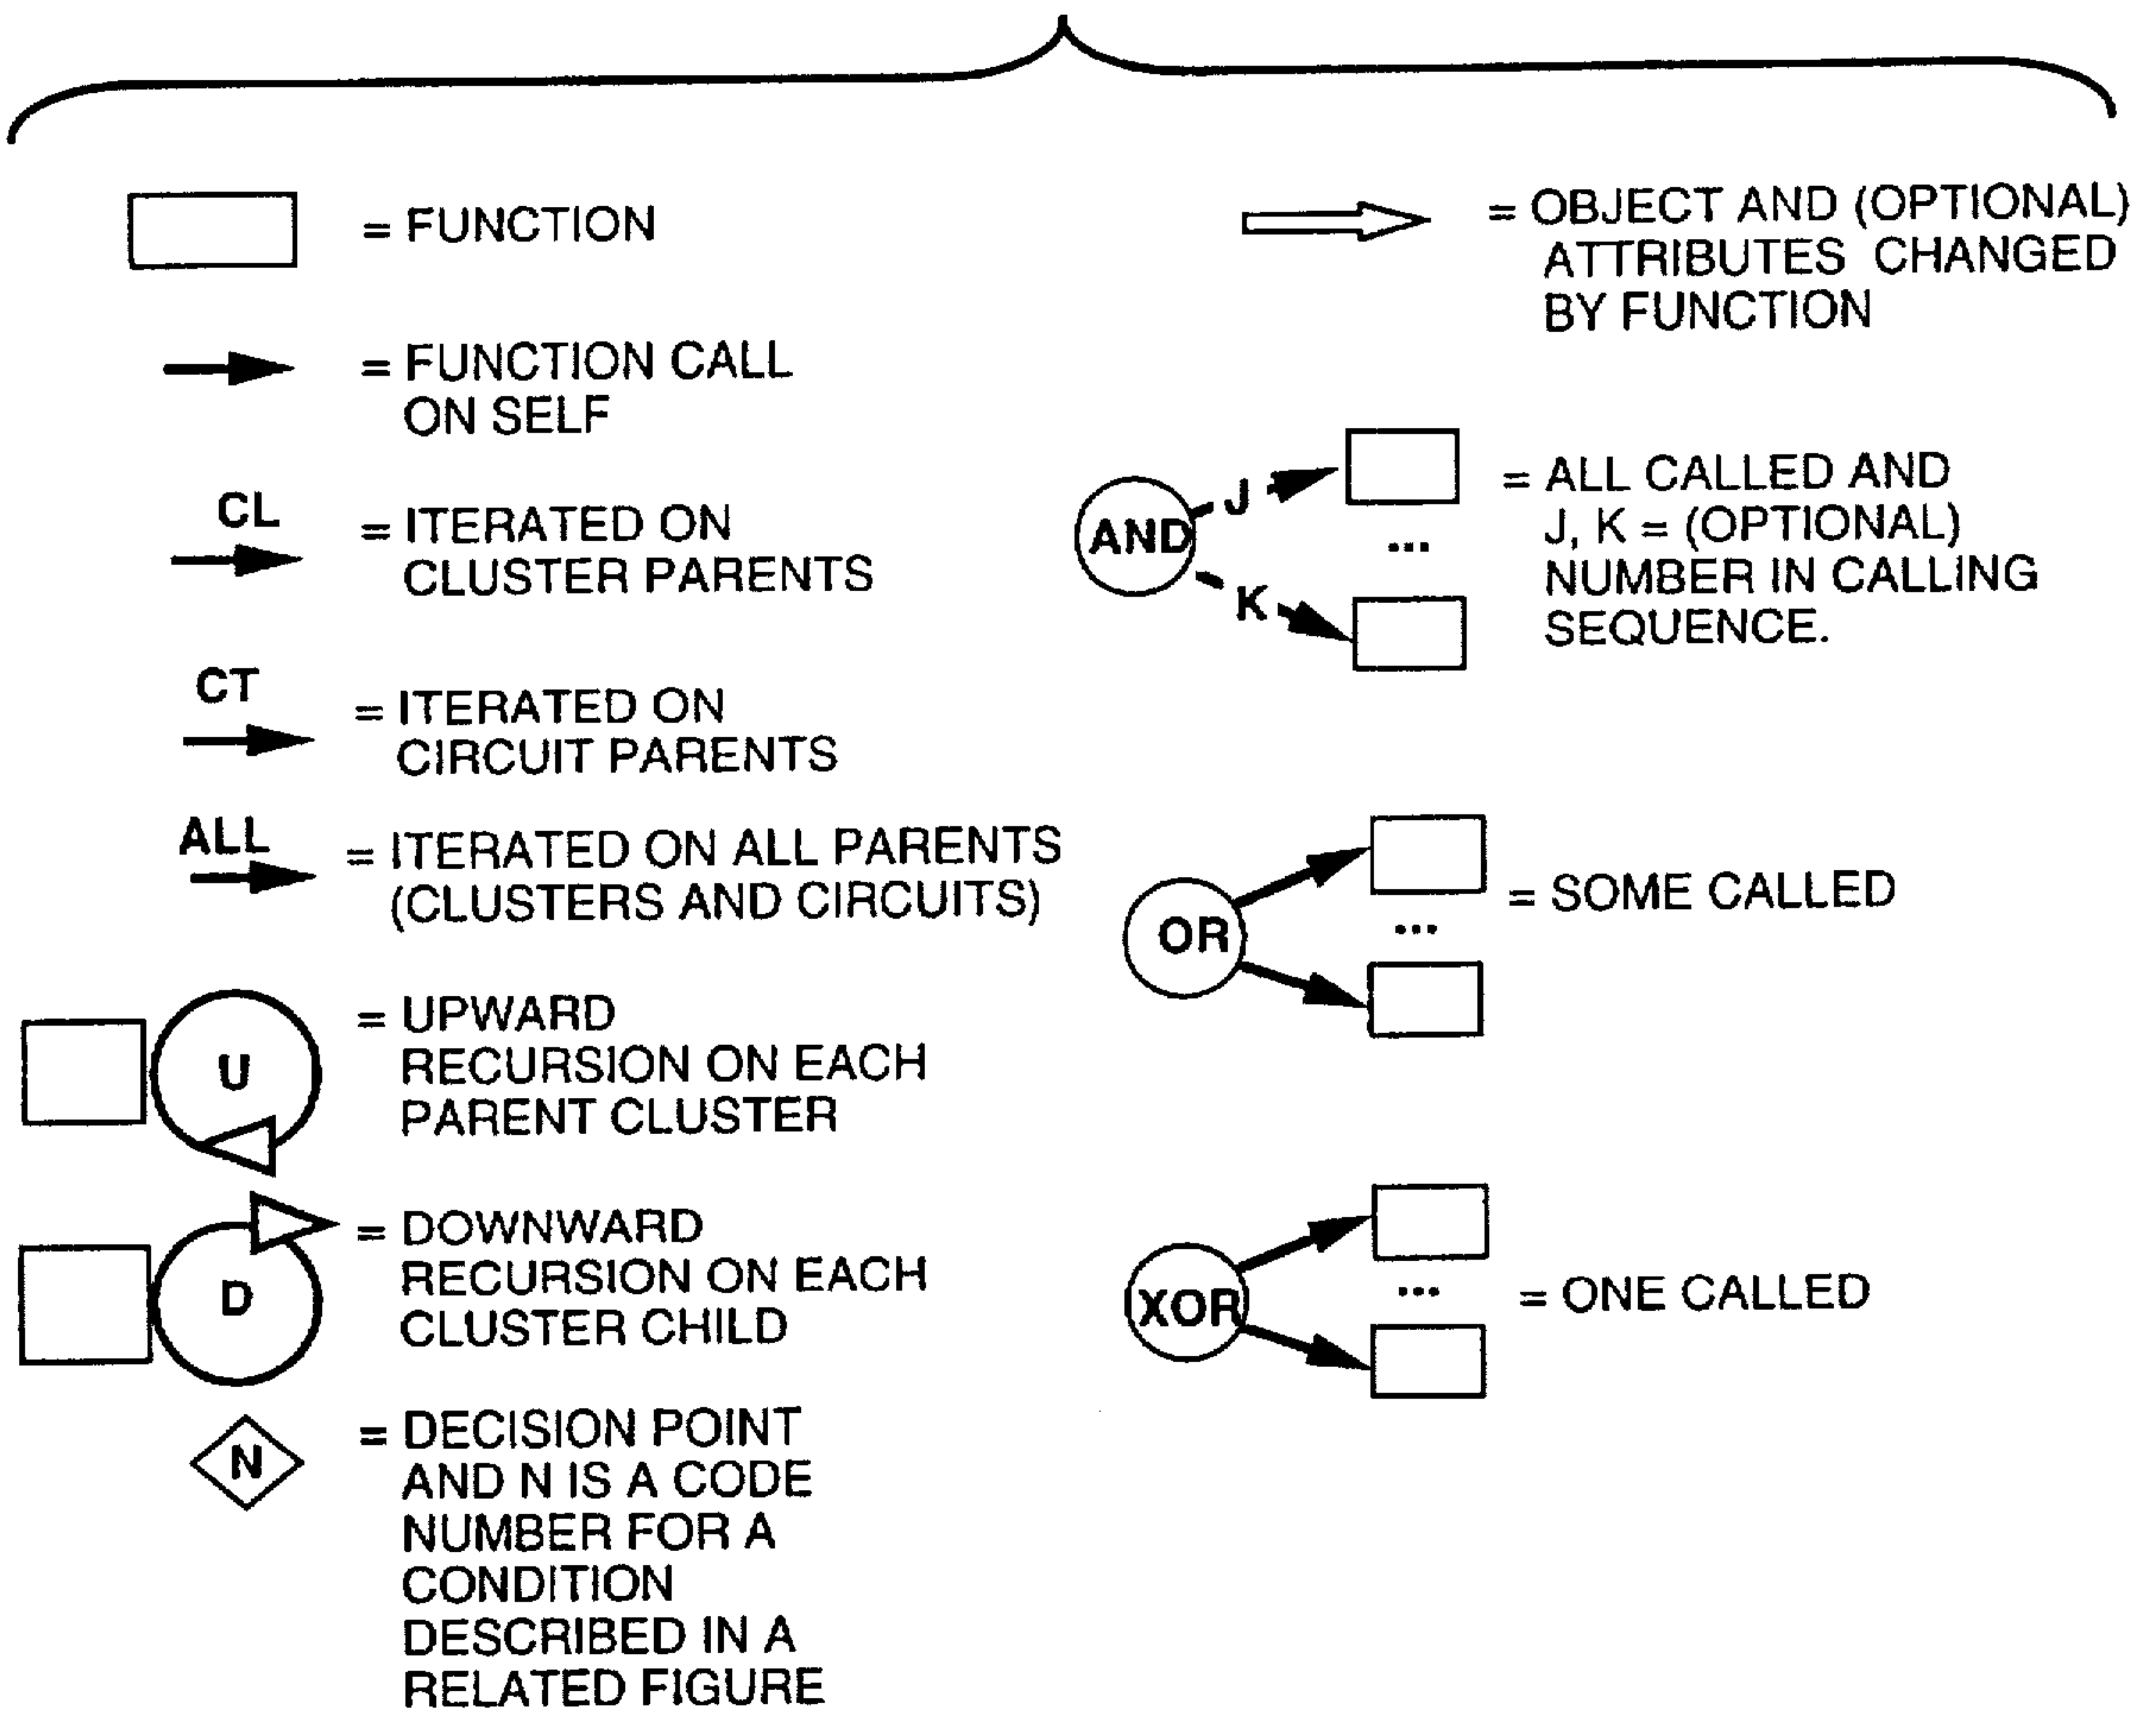 = FUNCTION
= FUNCTION CALL
ON SELF
CL
= ITERATED ON
CLUSTER PARENTS
CT
= ITERATED ON
CIRCUIT PARENTS
ALL
= ITERATED ON ALL PARENTS
(CLUSTERS AND CIRCUITS)
U
= UPWARD
RECURSION ON EACH
PARENT CLUSTER
D
= DOWNWARD
RECURSION ON EACH
CLUSTER CHILD
N
= DECISION POINT
AND N IS A CODE
NUMBER FOR A
CONDITION
DESCRIBED IN A
RELATED FIGURE
= OBJECT AND (OPTIONAL)
ATTRIBUTES CHANGED
BY FUNCTION
AND
J
...
K
= ALL CALLED AND
J, K = (OPTIONAL)
NUMBER IN CALLING
SEQUENCE.
OR
...
= SOME CALLED
XOR
...
= ONE CALLED